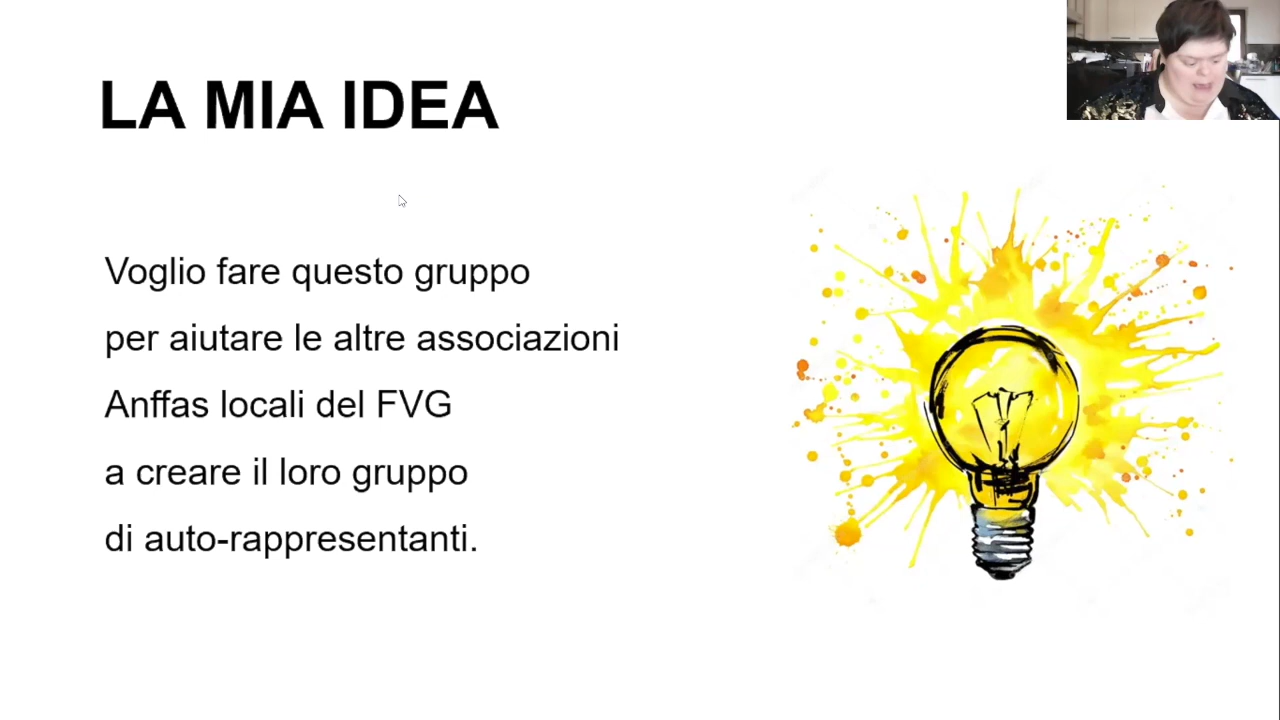 LA MIA IDEA
Voglio fare questo gruppo
per aiutare le altre associazioni
Anffas locali del FVG
a creare il loro gruppo
di auto-rappresentanti.